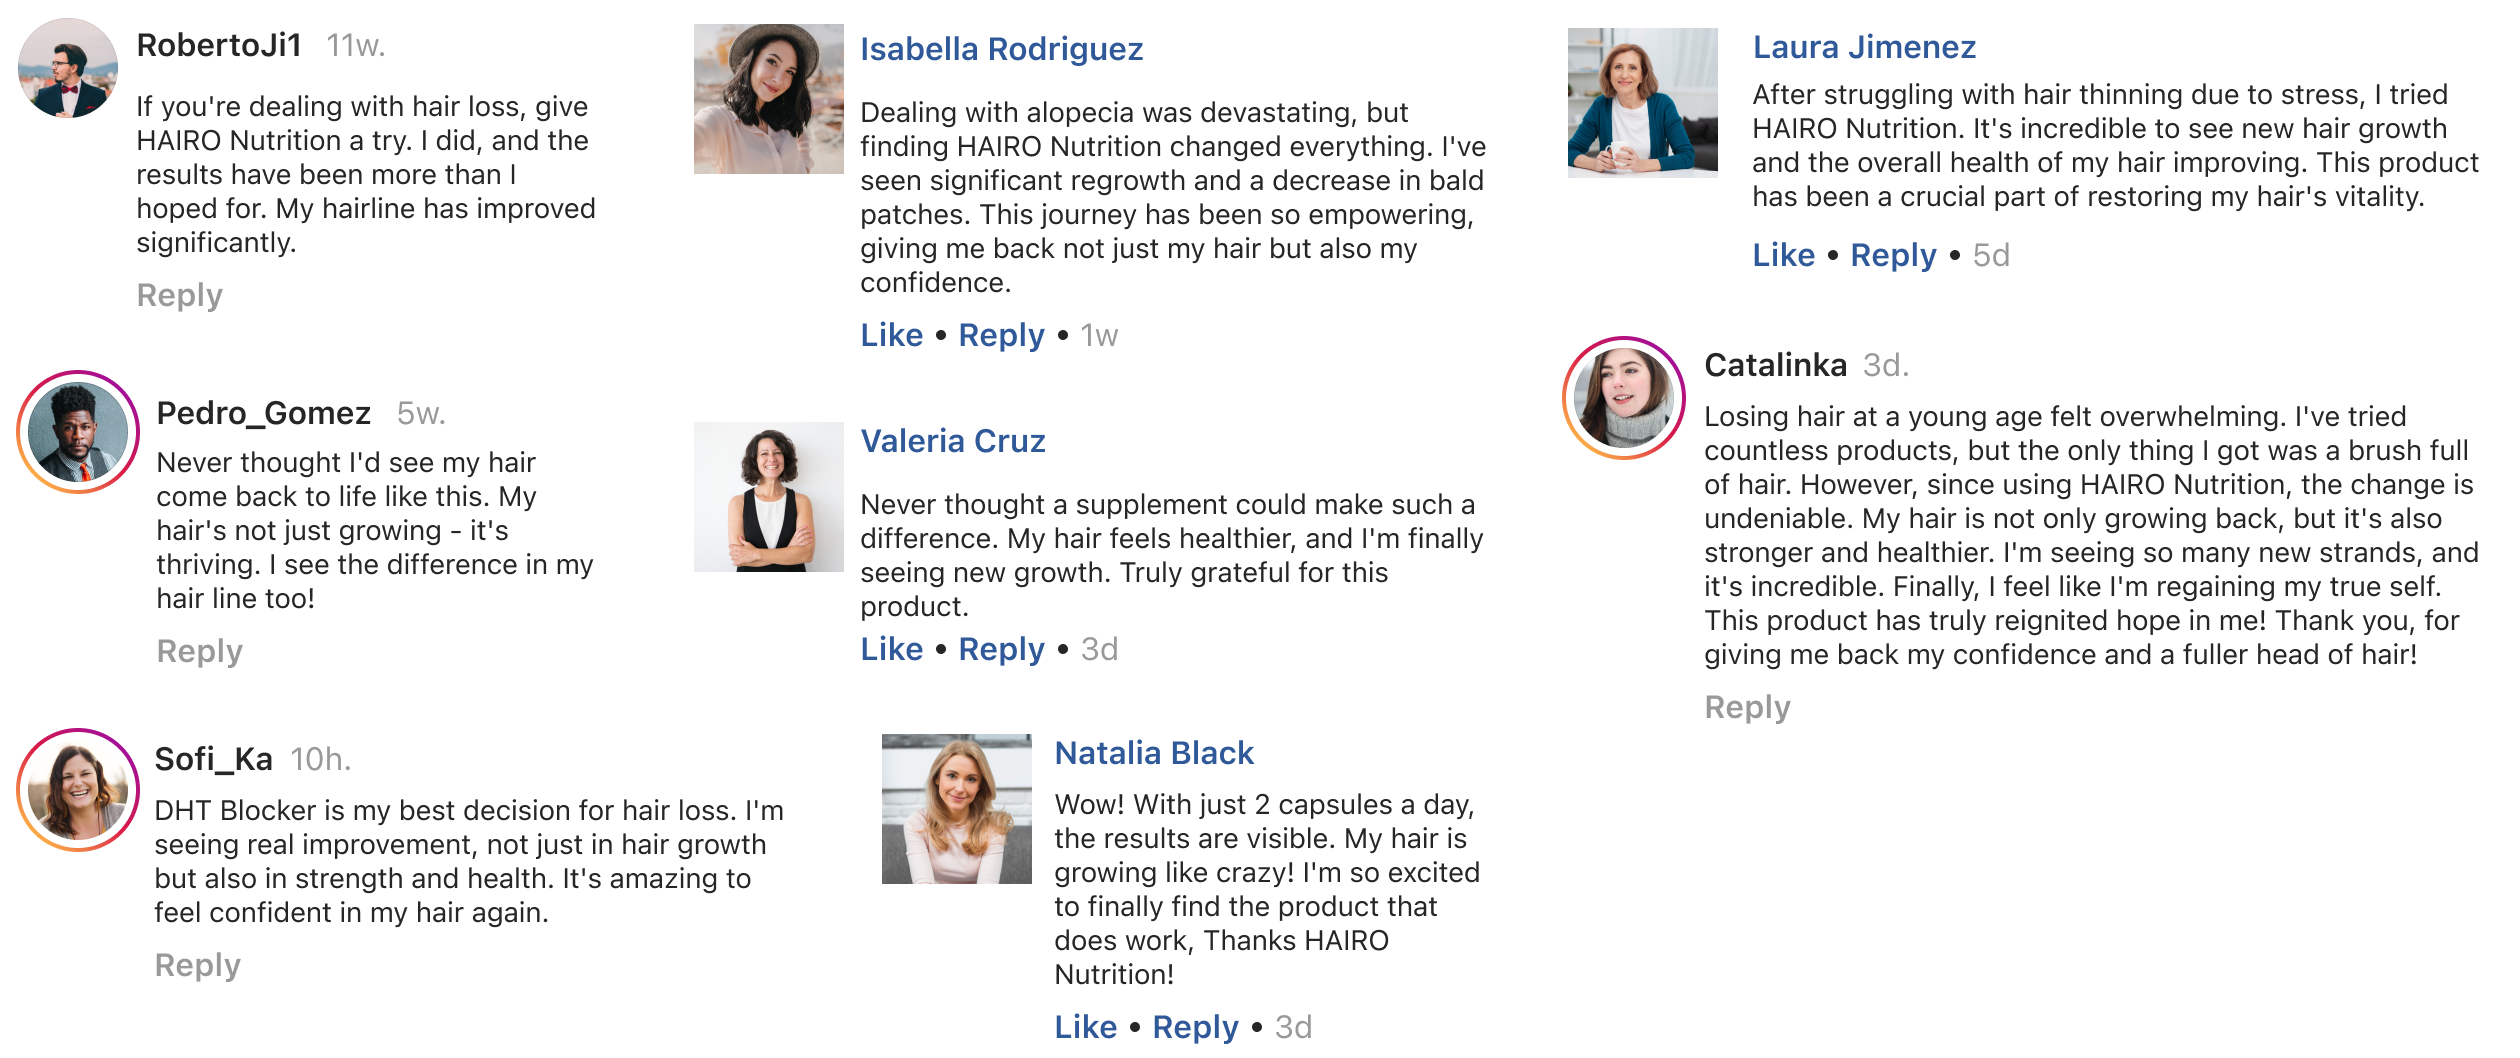 RobertoJi1 11w.
If you're dealing with hair loss, give
HAIRO Nutrition a try. I did, and the
results have been more than I
hoped for. My hairline has improved
significantly.
Reply
Pedro_Gomez 5w.
Never thought I'd see my hair
come back to life like this. My
hair's not just growing - it's
thriving. I see the difference in my
hair line too!
Reply
Sofi_Ka 10h.
DHT Blocker is my best decision for hair loss. I'm
seeing real improvement, not just in hair growth
but also in strength and health. It's amazing to
feel confident in my hair again.
Reply
Isabella Rodriguez
Dealing with alopecia was devastating, but
finding HAIRO Nutrition changed everything. I've
seen significant regrowth and a decrease in bald
patches. This journey has been so empowering,
giving me back not just my hair but also my
confidence.
Like • Reply • 1w
Valeria Cruz
Never thought a supplement could make such a
difference. My hair feels healthier, and I'm finally
seeing new growth. Truly grateful for this
product.
Like • Reply • 3d
Natalia Black
Wow! With just 2 capsules a day,
the results are visible. My hair is
growing like crazy! I'm so excited
to finally find the product that
does work, Thanks HAIRO
Nutrition!
Like • Reply • 3d
Laura Jimenez
After struggling with hair thinning due to stress, I tried
HAIRO Nutrition. It's incredible to see new hair growth
and the overall health of my hair improving. This product
has been a crucial part of restoring my hair's vitality.
Like • Reply • 5d
Catalinka 3d.
Losing hair at a young age felt overwhelming. I've tried
countless products, but the only thing I got was a brush full
of hair. However, since using HAIRO Nutrition, the change is
undeniable. My hair is not only growing back, but it's also
stronger and healthier. I'm seeing so many new strands, and
it's incredible. Finally, I feel like I'm regaining my true self.
This product has truly reignited hope in me! Thank you, for
giving me back my confidence and a fuller head of hair!
Reply